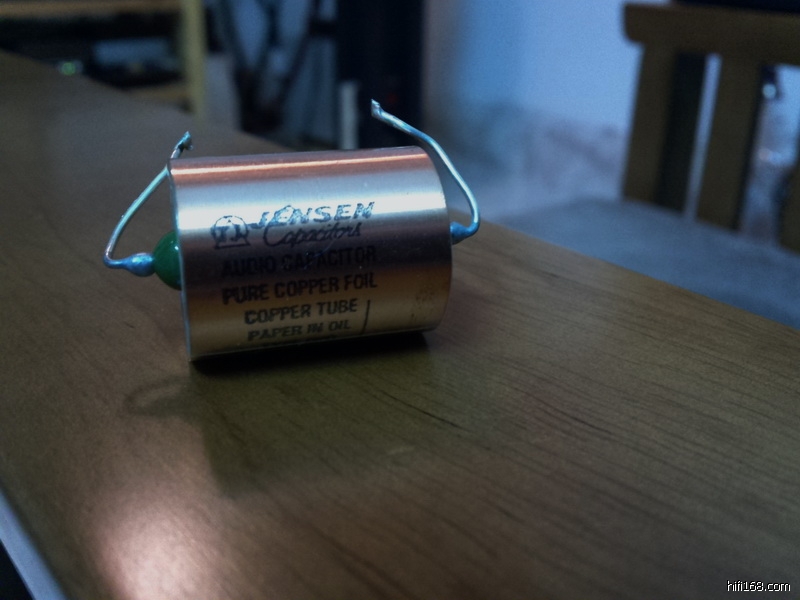 JENSEN
Capacitors
AUDIO CAPACITOR
PURE COPPER FOIL
COPPER TUBE
PAPER IN OIL
hifi168.com